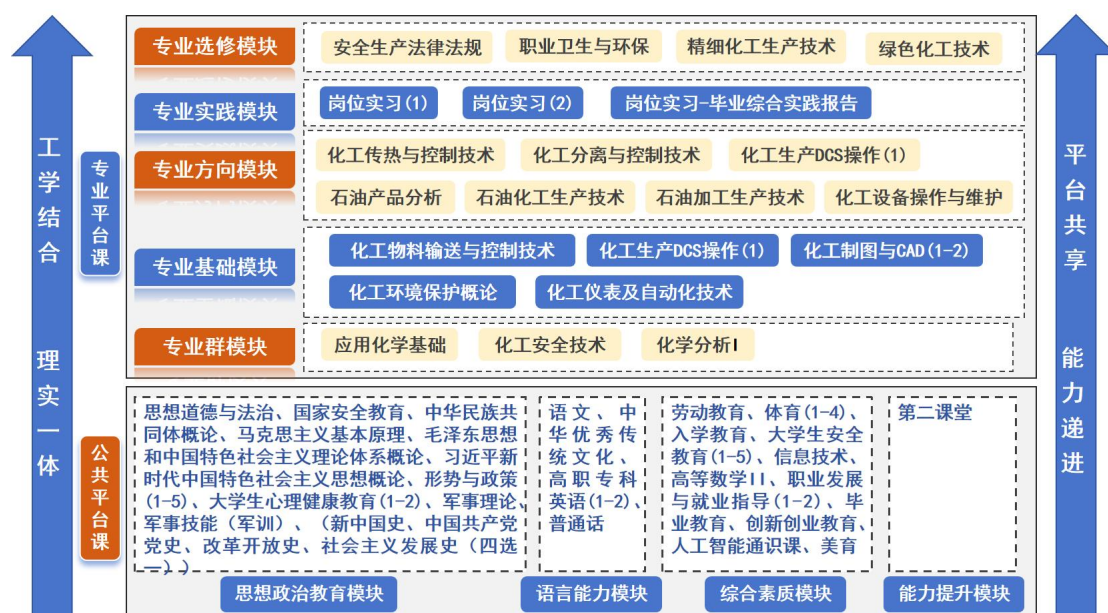 工学结合 理实一体
平台共享 能力递进
专业平台课
专业选修模块
安全生产法律法规 职业卫生与环保 精细化工生产技术 绿色化工技术
专业实践模块
岗位实习(1) 岗位实习(2) 岗位实习-毕业综合实践报告
专业方向模块
化工传热与控制技术 化工分离与控制技术 化工生产DCS操作(1)
石油产品分析 石油化工生产技术 石油加工生产技术 化工设备操作与维护
专业基础模块
化工物料输送与控制技术 化工生产DCS操作(1) 化工制图与CAD(1-2)
化工环境保护概论 化工仪表及自动化技术
专业群模块
应用化学基础 化工安全技术 化学分析I
公共平台课
思想道德与法治、国家安全教育、中华民族共
同体概论、马克思主义基本原理、毛泽东思想
和中国特色社会主义理论体系概论、习近平新
时代中国特色社会主义思想概论、形势与政策
(1-5)、大学生心理健康教育(1-2)、军事理论、
军事技能（军训）、（新中国史、中国共产党
党史、改革开放史、社会主义发展史（四选
一））
思想政治教育模块
语文、中
华优秀传
统文化、
高职专科
英语(1-2)、
普通话
语言能力模块
劳动教育、体育(1-4)、
入学教育、大学生安全
教育(1-5)、信息技术、
高等数学II、职业发展
与就业指导(1-2)、毕
业教育、创新创业教育、
人工智能通识课、美育
综合素质模块
第二课堂
能力提升模块